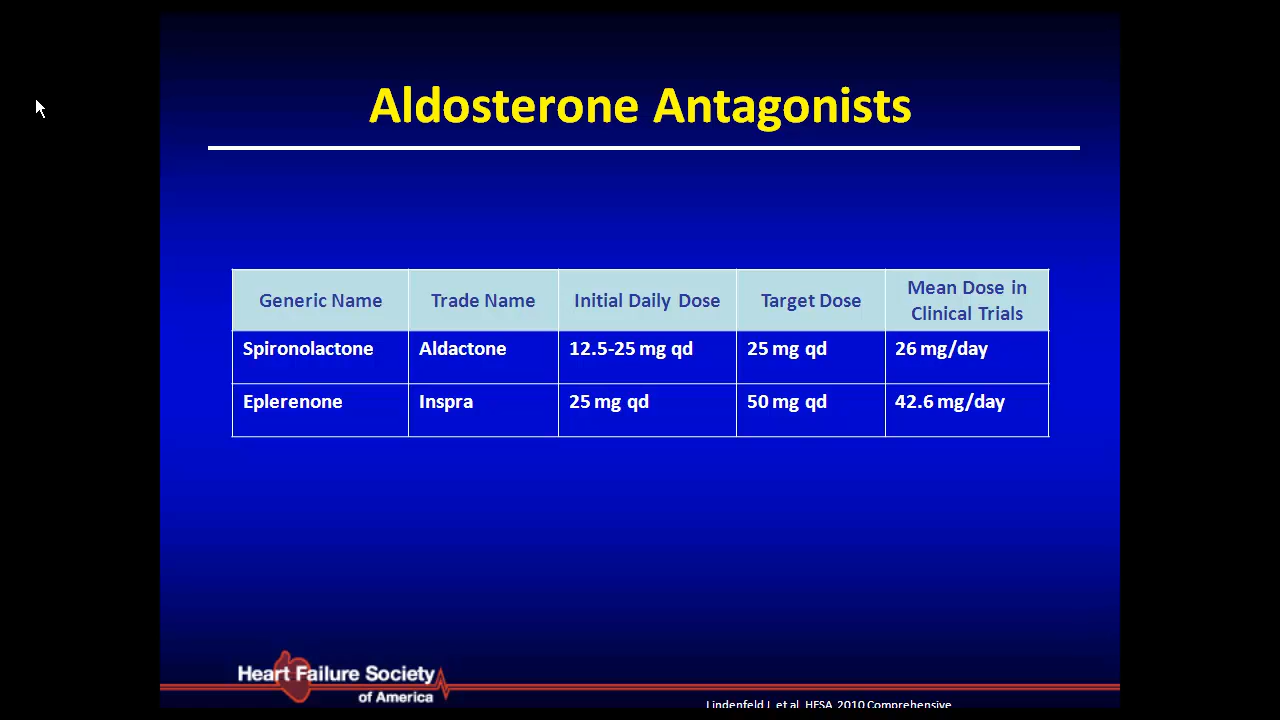 Aldosterone Antagonists
Generic Name Trade Name Initial Daily Dose Target Dose Mean Dose in
Clinical Trials
Spironolactone Aldactone 12.5-25 mg qd 25 mg qd 26 mg/day
Eplerenone Inspra 25 mg qd 50 mg qd 42.6 mg/day
Heart Failure Society
of America
Lindenfeld J, et al. HFSA 2010 Comprehensive